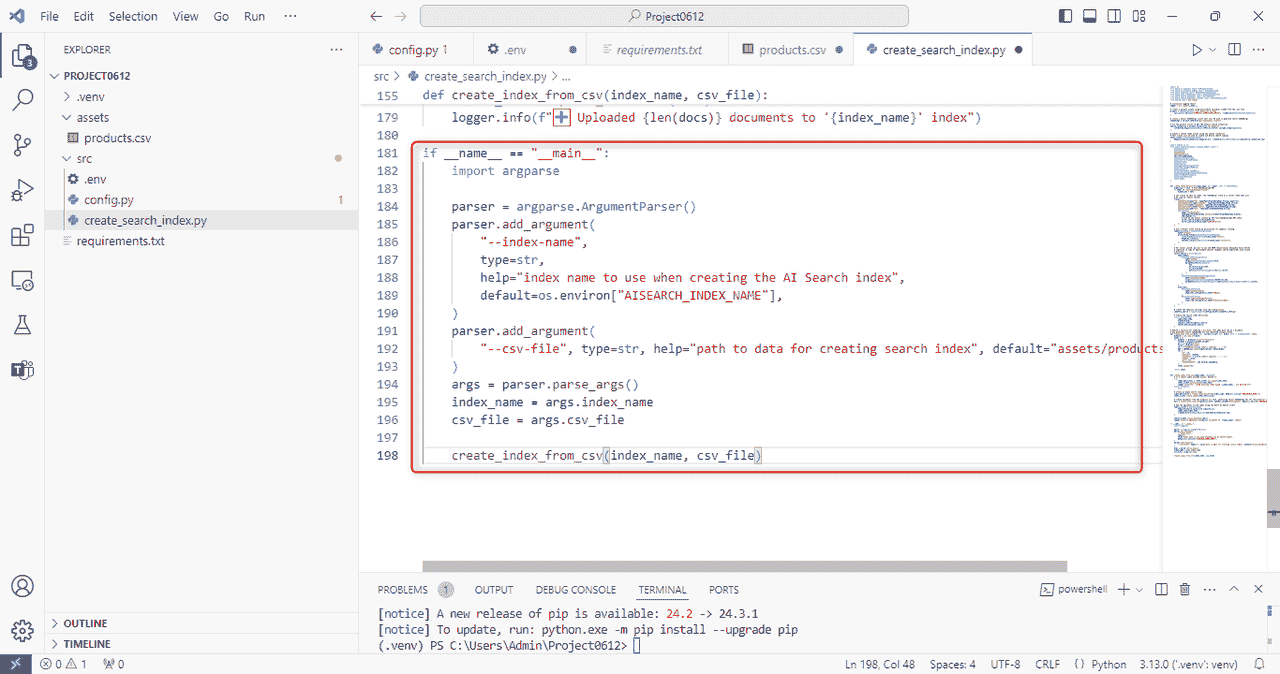 File Edit Selection View Go Run ··· Project0612
EXPLORER ···
PROJECT0612
.venv
assets
products.csv
src
.env
config.py 1
create_search_index.py
requirements.txt
OUTLINE
TIMELINE
3
config.py 1 .env requirements.txt products.csv create_search_index.py
src > create_search_index.py > ...
155 def create_index_from_csv(index_name, csv_file):
179 logger.info(f"➕ Uploaded {len(docs)} documents to '{index_name}' index")
180
181 if __name__ == "__main__":
182 import argparse
183
184 parser = argparse.ArgumentParser()
185 parser.add_argument(
186 "--index-name",
187 type=str,
188 help="index name to use when creating the AI Search index",
189 default=os.environ["AISEARCH_INDEX_NAME"],
190 )
191 parser.add_argument(
192 "--csv-file", type=str, help="path to data for creating search index", default="assets/products
193 )
194 args = parser.parse_args()
195 index_name = args.index_name
196 csv_file = args.csv_file
197
198 create_index_from_csv(index_name, csv_file)
PROBLEMS 1 OUTPUT DEBUG CONSOLE TERMINAL PORTS powershell
[notice] A new release of pip is available: 24.2 -> 24.3.1
[notice] To update, run: python.exe -m pip install --upgrade pip
(.venv) PS C:\Users\Admin\Project0612>
0 1 0 Ln 198, Col 48 Spaces: 4 UTF-8 CRLF {} Python 3.13.0 ('.venv': venv)